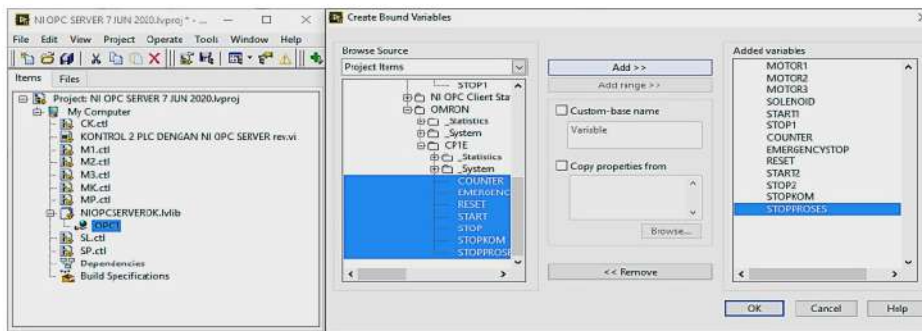 NI OPC SERVER 7 JUN 2020.lvproj * - ...
File Edit View Project Operate Tools Window Help
Items Files
Project: NI OPC SERVER 7 JUN 2020.lvproj
My Computer
CK.ctl
KONTROL 2 PLC DENGAN NI OPC SERVER rev.vi
M1.ctl
M2.ctl
M3.ctl
MK.ctl
MP.ctl
NIOPCSERVEROK.lvlib
OPC1
SL.ctl
SP.ctl
Dependencies
Build Specifications
Create Bound Variables
Browse Source
Project Items
STOP1
NI OPC Client Sta
OMRON
_Statistics
_System
CP1E
_Statistics
_System
COUNTER
EMERGENC
RESET
START
STOP
STOPKOM
STOPPROSE
Add >>
Add range >>
Custom-base name
Variable
Copy properties from
Browse...
<< Remove
Added variables
MOTOR1
MOTOR2
MOTOR3
SOLENOID
START1
STOP1
COUNTER
EMERGENCYSTOP
RESET
START2
STOP2
STOPKOM
STOPPROSES
OK Cancel Help